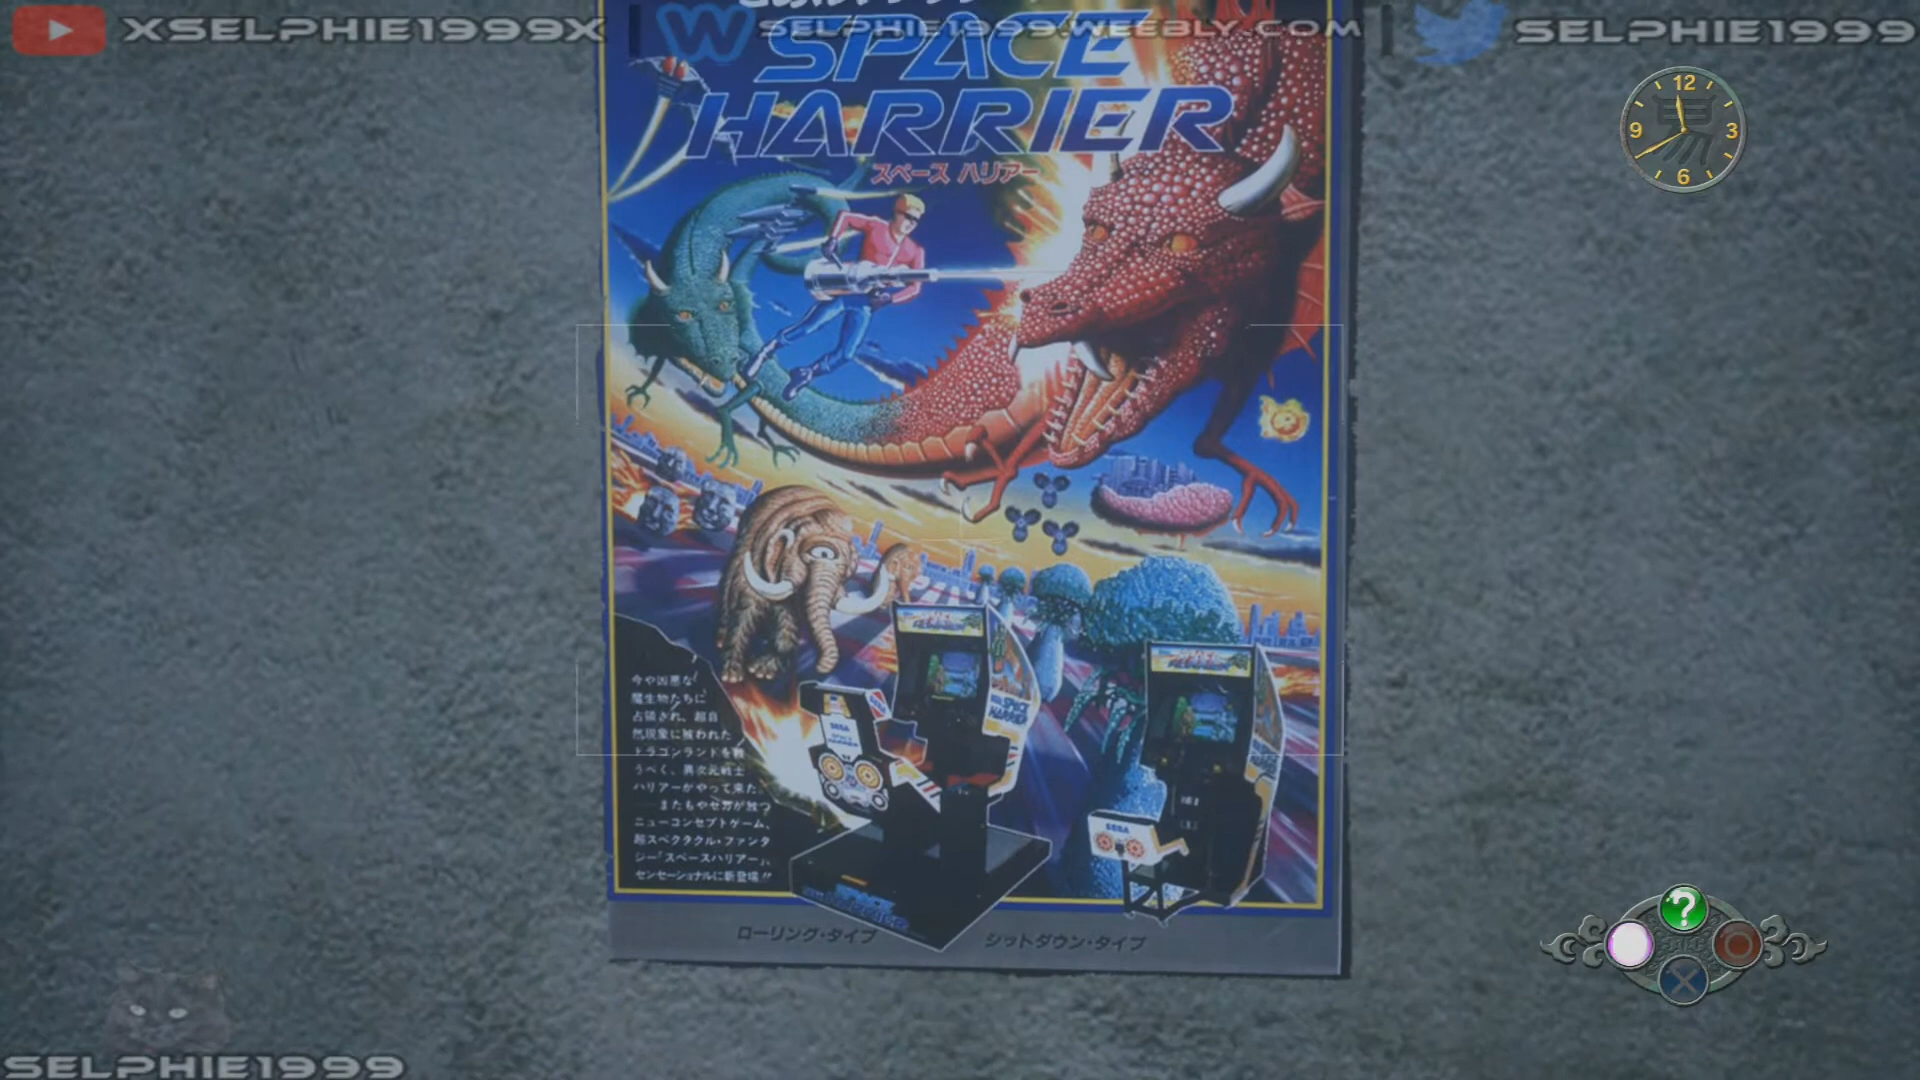 XSELPHIE1999X
SELPHIE1999.WEEBLY.COM
SELPHIE1999
SPACE
HARRIER
スペース ハリアー
12
9
3
6
今や凶悪な
魔生物たちに
占領され、超自
然現象に被われた
ドラゴンランドを救
うべく、異次元戦士
ハリアーがやって来た。
またもやセガが放つ
ニューコンセプトゲーム、
超スペクタクル・ファンタ
ジー「スペースハリアー」、
センセーショナルに新登場!!
SEGA
SPACE
HARRIER
SEGA
SPACE
ローリング・タイプ
シットダウン・タイプ
?
SELPHIE1999